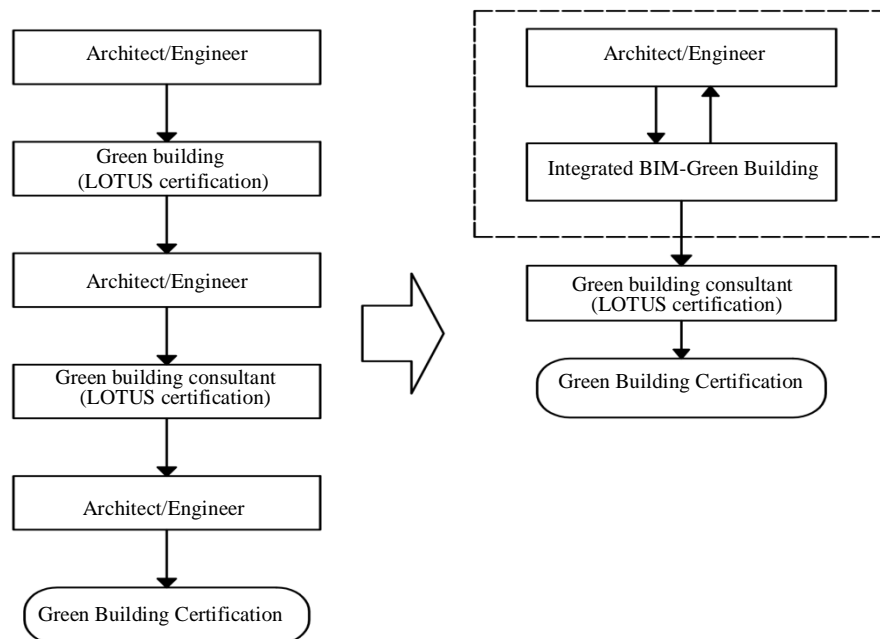 Architect/Engineer
Green building
(LOTUS certification)
Architect/Engineer
Green building consultant
(LOTUS certification)
Architect/Engineer
Green Building Certification
Architect/Engineer
Integrated BIM-Green Building
Green building consultant
(LOTUS certification)
Green Building Certification